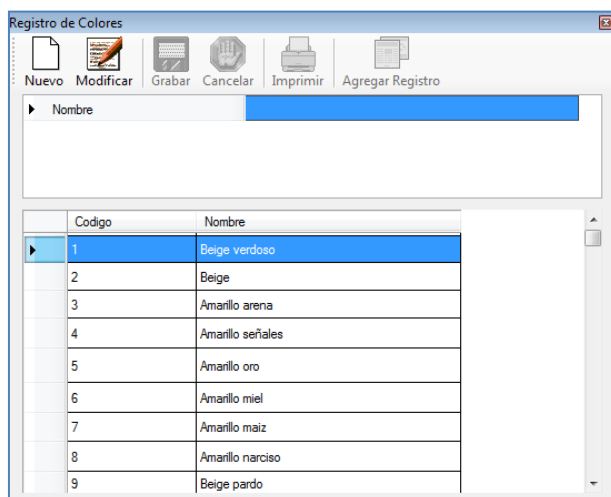 Registro de Colores
Nuevo Modificar Grabar Cancelar Imprimir Agregar Registro
Nombre
Codigo Nombre
1 Beige verdoso
2 Beige
3 Amarillo arena
4 Amarillo señales
5 Amarillo oro
6 Amarillo miel
7 Amarillo maiz
8 Amarillo narciso
9 Beige pardo